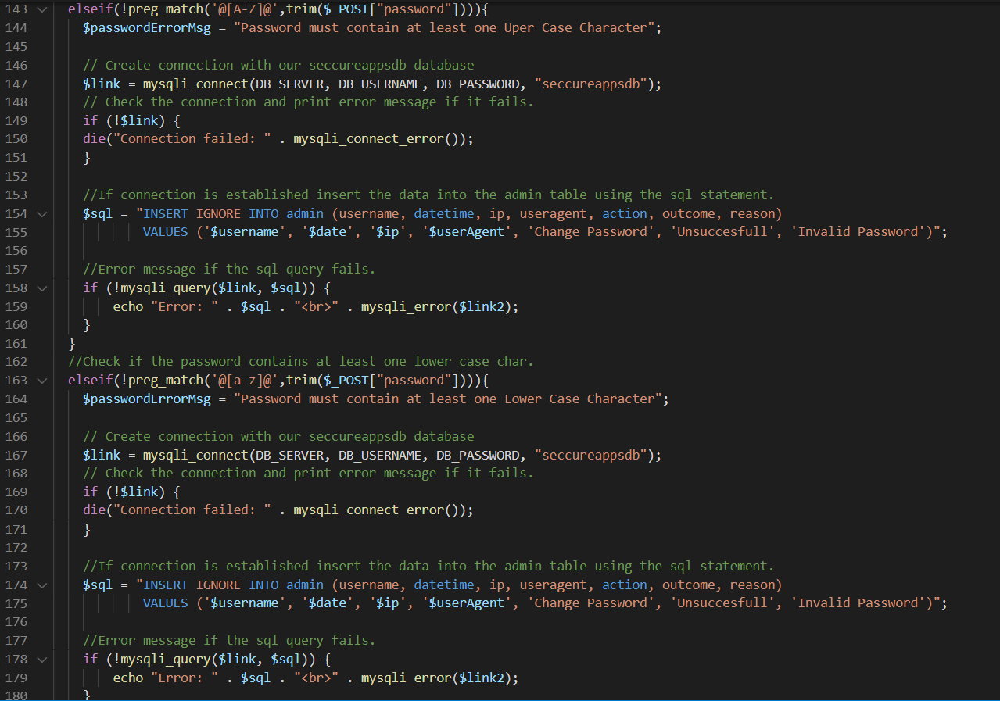 143 elseif(!preg_match('@[A-Z]@',trim($_POST["password"]))){
144 $passwordErrorMsg = "Password must contain at least one Uper Case Character";
145
146 // Create connection with our seccureappsdb database
147 $link = mysqli_connect(DB_SERVER, DB_USERNAME, DB_PASSWORD, "seccureappsdb");
148 // Check the connection and print error message if it fails.
149 if (!$link) {
150 die("Connection failed: " . mysqli_connect_error());
151 }
152
153 //If connection is established insert the data into the admin table using the sql statement.
154 $sql = "INSERT IGNORE INTO admin (username, datetime, ip, useragent, action, outcome, reason)
155 VALUES ('$username', '$date', '$ip', '$userAgent', 'Change Password', 'Unsuccesfull', 'Invalid Password')";
156
157 //Error message if the sql query fails.
158 if (!mysqli_query($link, $sql)) {
159 echo "Error: " . $sql . "<br>" . mysqli_error($link2);
160 }
161 }
162 //Check if the password contains at least one lower case char.
163 elseif(!preg_match('@[a-z]@',trim($_POST["password"]))){
164 $passwordErrorMsg = "Password must contain at least one Lower Case Character";
165
166 // Create connection with our seccureappsdb database
167 $link = mysqli_connect(DB_SERVER, DB_USERNAME, DB_PASSWORD, "seccureappsdb");
168 // Check the connection and print error message if it fails.
169 if (!$link) {
170 die("Connection failed: " . mysqli_connect_error());
171 }
172
173 //If connection is established insert the data into the admin table using the sql statement.
174 $sql = "INSERT IGNORE INTO admin (username, datetime, ip, useragent, action, outcome, reason)
175 VALUES ('$username', '$date', '$ip', '$userAgent', 'Change Password', 'Unsuccesfull', 'Invalid Password')";
176
177 //Error message if the sql query fails.
178 if (!mysqli_query($link, $sql)) {
179 echo "Error: " . $sql . "<br>" . mysqli_error($link2);
180 }